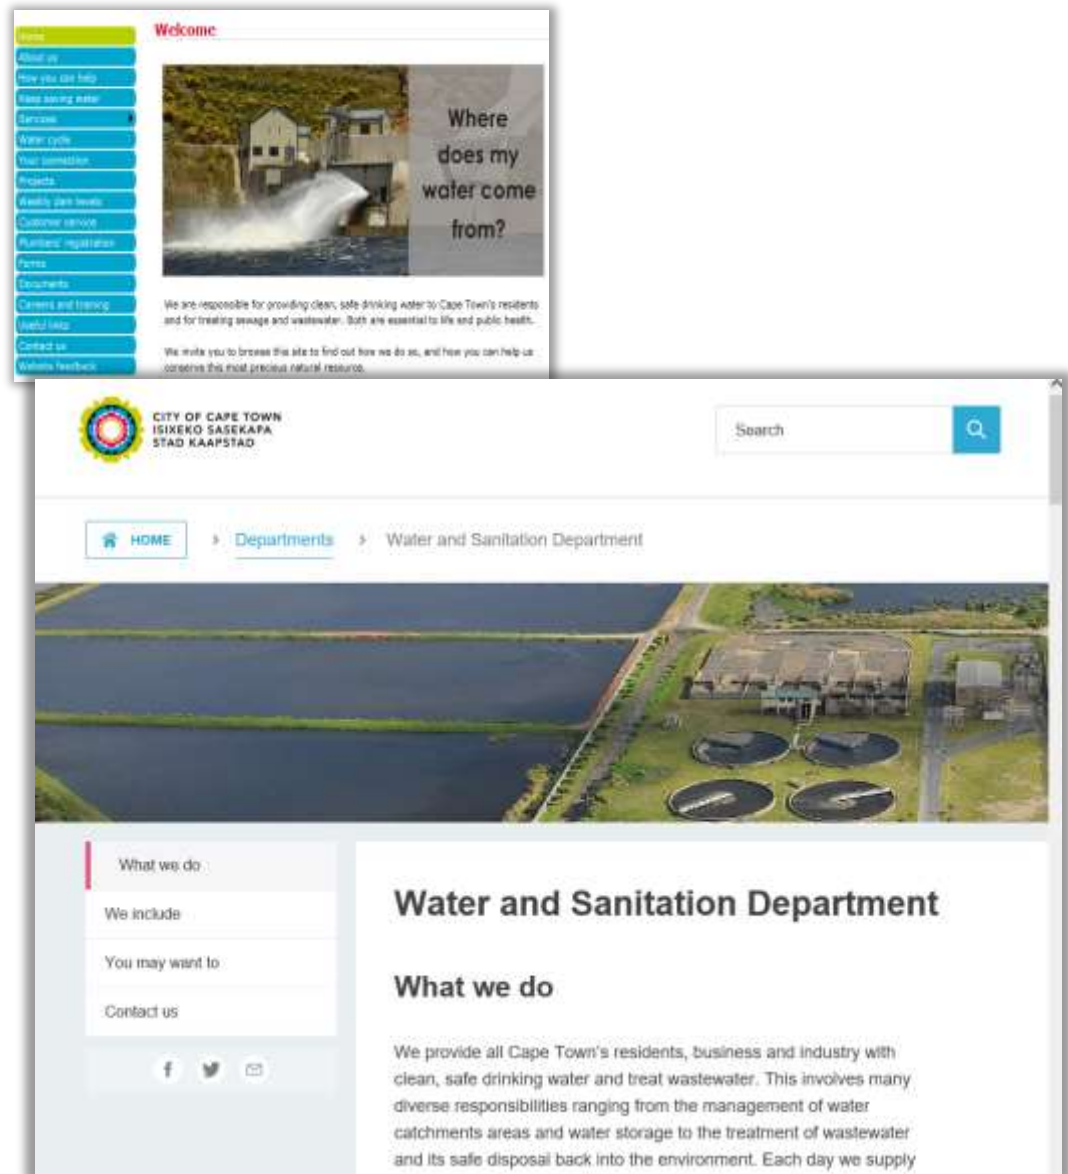 Home
About us
How you can help
Keep saving water
Services
Water cycle
Your connection
Projects
Weekly dam levels
Customer service
Plumbers' registration
Forms
Documents
Careers and training
Useful links
Contact us
Website feedback
Welcome
Where
does my
water come
from?
We are responsible for providing clean, safe drinking water to Cape Town's residents
and for treating sewage and wastewater. Both are essential to life and public health.
We invite you to browse this site to find out how we do so, and how you can help us
conserve this most precious natural resource.
CITY OF CAPE TOWN
ISIXEKO SASEKAPA
STAD KAAPSTAD
Search
HOME > Departments > Water and Sanitation Department
What we do
We include
You may want to
Contact us
Water and Sanitation Department
What we do
We provide all Cape Town's residents, business and industry with
clean, safe drinking water and treat wastewater. This involves many
diverse responsibilities ranging from the management of water
catchments areas and water storage to the treatment of wastewater
and its safe disposal back into the environment. Each day we supply